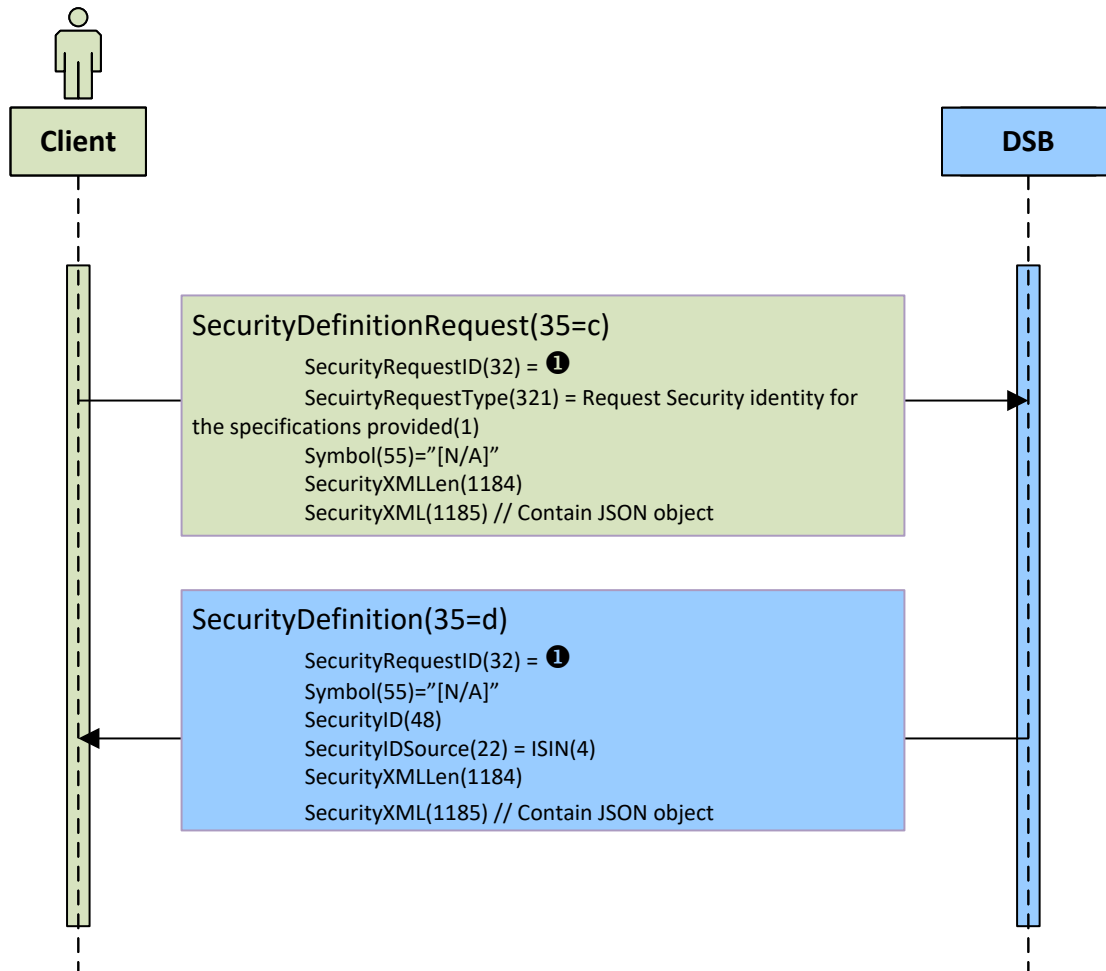 Client
DSB
SecurityDefinitionRequest(35=c)
SecurityRequestID(32) = ❶
SecuirtyRequestType(321) = Request Security identity for
the specifications provided(1)
Symbol(55)=”[N/A]”
SecurityXMLLen(1184)
SecurityXML(1185) // Contain JSON object
SecurityDefinition(35=d)
SecurityRequestID(32) = ❶
Symbol(55)=”[N/A]”
SecurityID(48)
SecurityIDSource(22) = ISIN(4)
SecurityXMLLen(1184)
SecurityXML(1185) // Contain JSON object